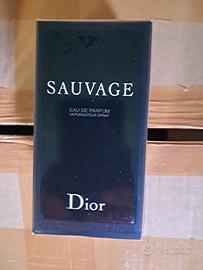 SAUVAGE
EAU DE PARFUM
VAPORISATEUR SPRAY
Dior